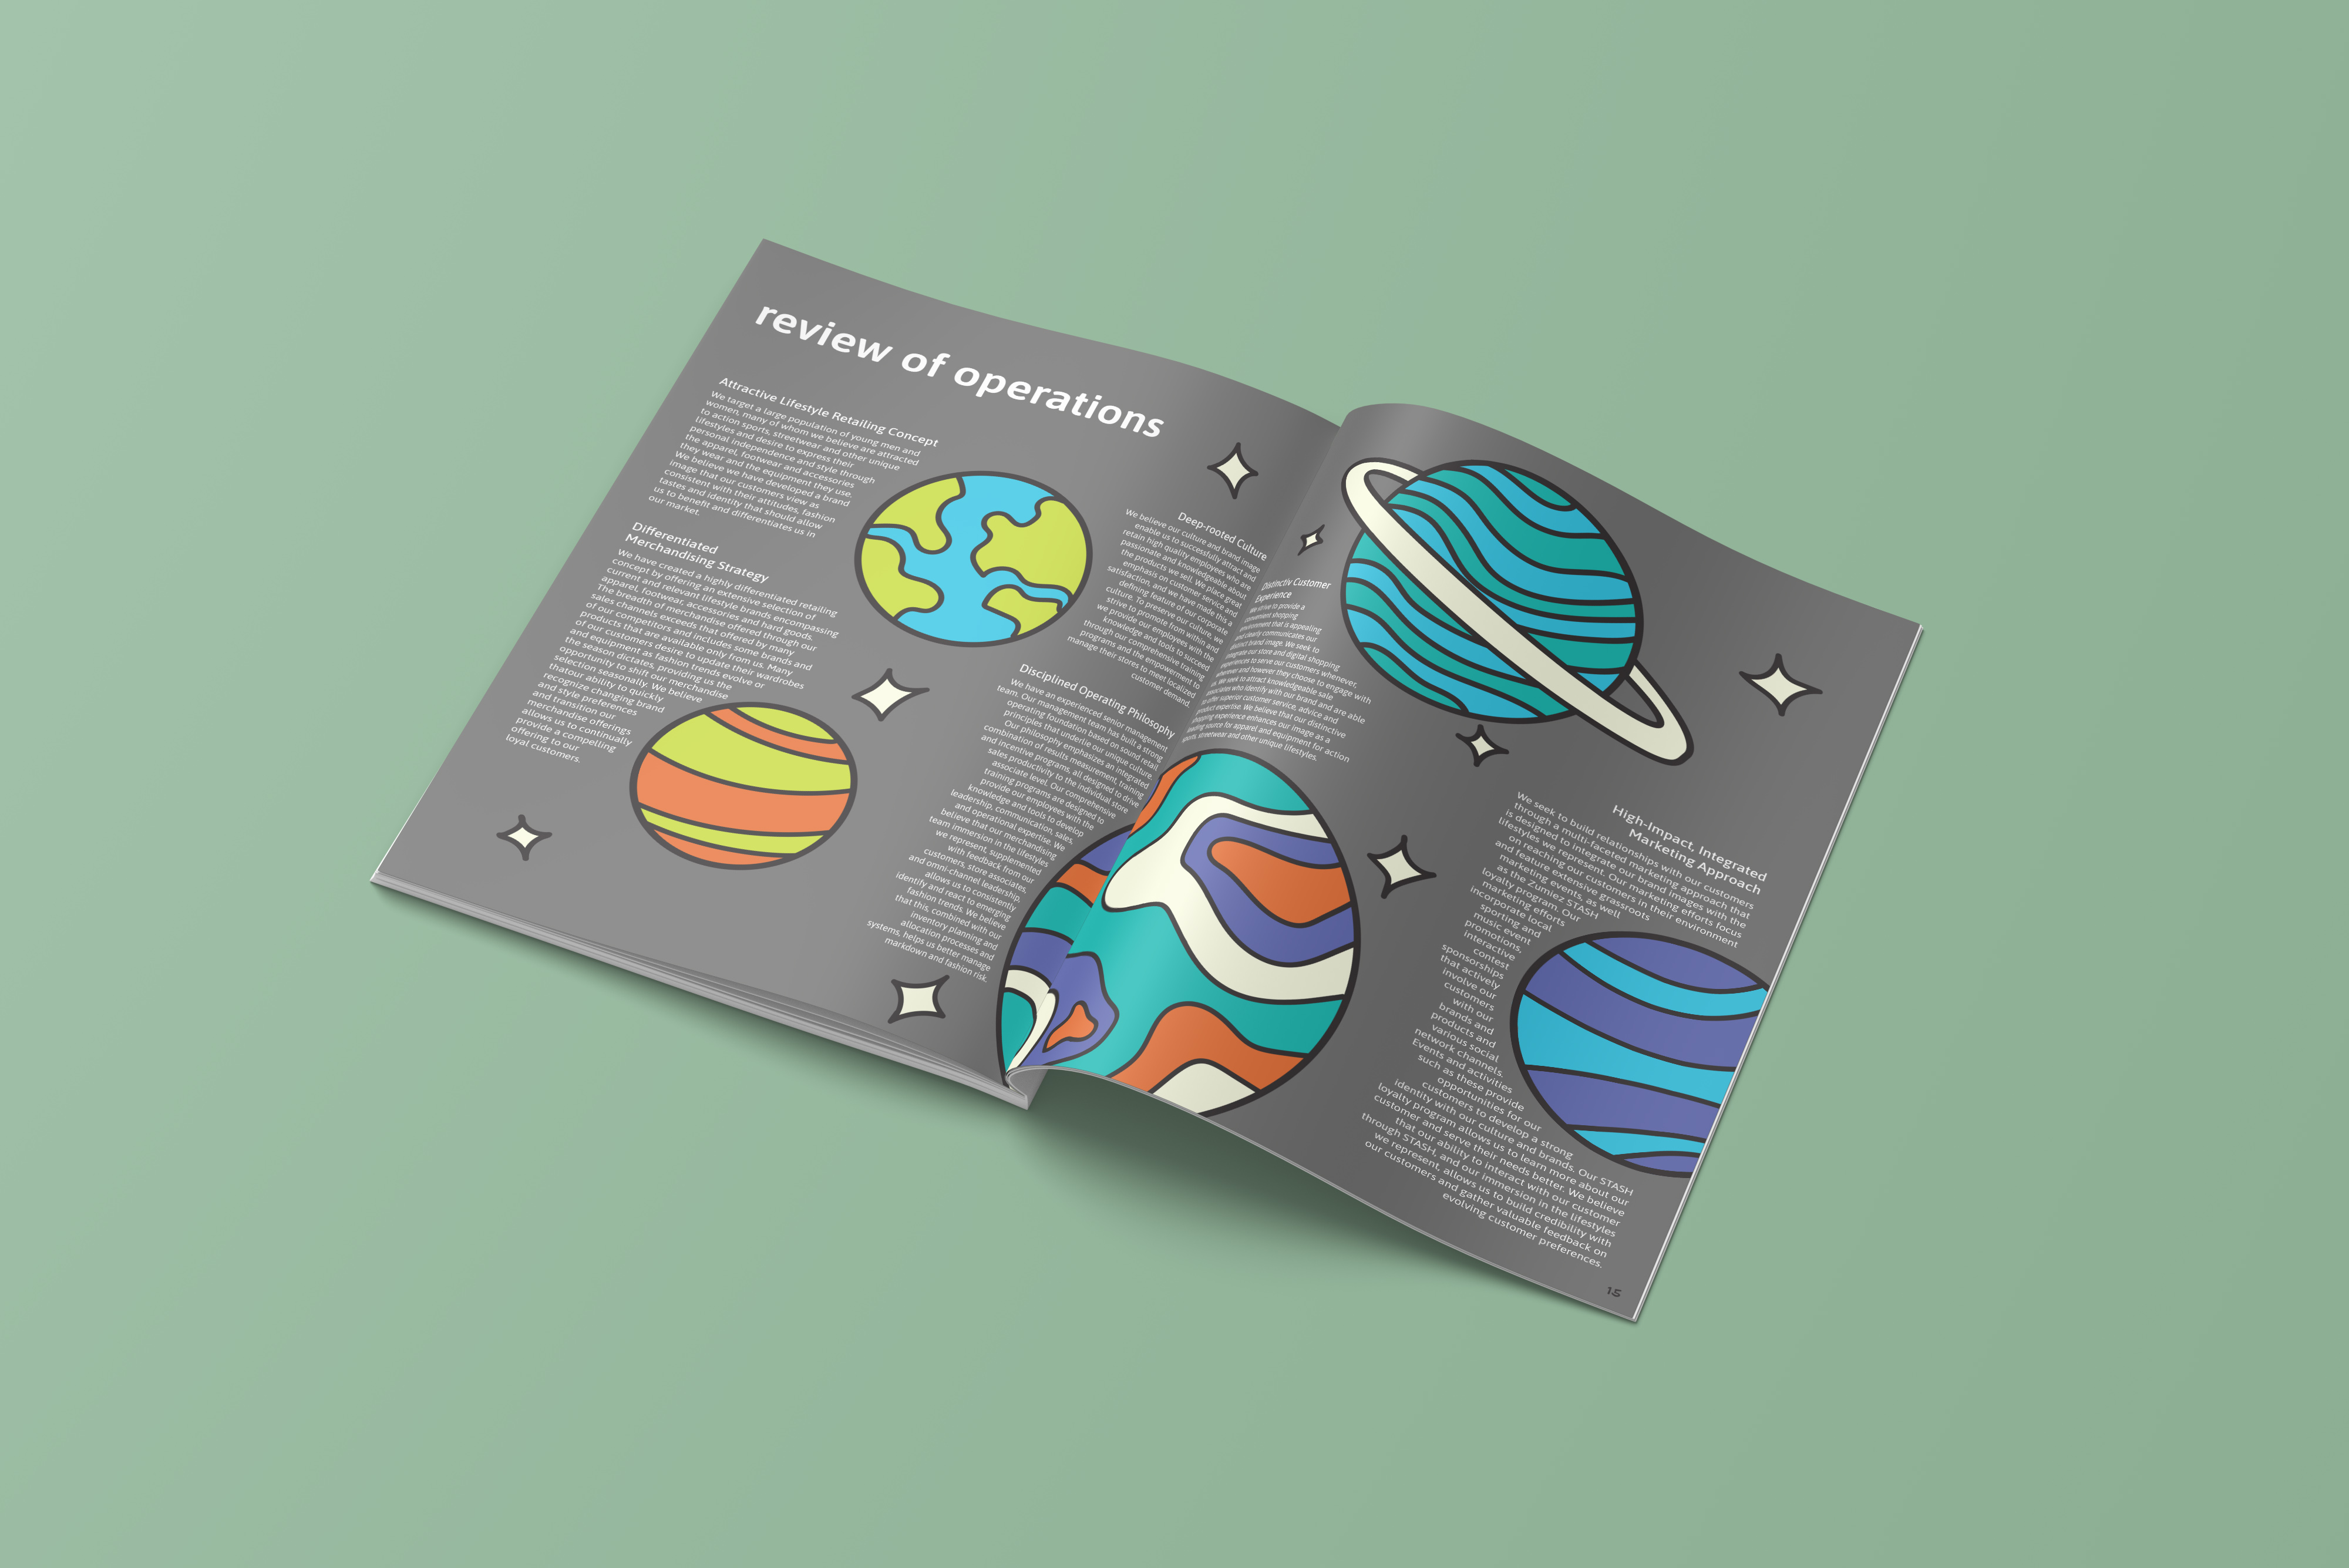 review of operations
Attractive Lifestyle Retailing Concept
We target a large population of young men and
women, many of whom we believe are attracted
to action sports, streetwear and other unique
lifestyles and desire to express their
personal independence and style through
the apparel, footwear and accessories
they wear and the equipment they use.
We believe we have developed a brand
image that our customers view as
consistent with their attitudes, fashion
tastes and identity that should allow
us to benefit and differentiates us in
our market.
Differentiated
Merchandising Strategy
We have created a highly differentiated retailing
concept by offering an extensive selection of
current and relevant lifestyle brands encompassing
apparel, footwear, accessories and hard goods.
The breadth of merchandise offered through our
sales channels exceeds that offered by many
of our competitors and includes some brands and
products that are available only from us. Many
of our customers desire to update their wardrobes
and equipment as fashion trends evolve or
the season dictates, providing us the
opportunity to shift our merchandise
selection seasonally. We believe
thatour ability to quickly
recognize changing brand
and style preferences
and transition our
merchandise offerings
allows us to continually
provide a compelling
offering to our
loyal customers.
Deep-rooted Culture
We believe our culture and brand image
enable us to successfully attract and
retain high quality employees who are
passionate and knowledgeable about
the products we sell. We place great
emphasis on customer service and
satisfaction, and we have made this a
defining feature of our corporate
culture. To preserve our culture, we
strive to promote from within and
we provide our employees with the
knowledge and tools to succeed
through our comprehensive training
programs and the empowerment to
manage their stores to meet localized
customer demand.
Disciplined Operating Philosophy
We have an experienced senior management
team. Our management team has built a strong
operating foundation based on sound retail
principles that underlie our unique culture.
Our philosophy emphasizes an integrated
combination of results measurement, training
and incentive programs, all designed to drive
sales productivity to the individual store
associate level. Our comprehensive
training programs are designed to
provide our employees with the
knowledge and tools to develop
leadership, communication, sales,
and operational expertise. We
believe that our merchandising
team immersion in the lifestyles
we represent, supplemented
with feedback from our
customers, store associates,
and omni-channel leadership,
allows us to consistently
identify and react to emerging
fashion trends. We believe
that this, combined with our
inventory planning and
allocation processes and
systems, helps us better manage
markdown and fashion risk.
Distinctiv Customer
Experience
We strive to provide a
convenient shopping
environment that is appealing
and clearly communicates our
distinct brand image. We seek to
integrate our store and digital shopping
experiences to serve our customers whenever,
wherever and however they choose to engage with
us. We seek to attract knowledgeable sale
associates who identify with our brand and are able
to offer superior customer service, advice and
product expertise. We believe that our distinctive
shopping experience enhances our image as a
leading source for apparel and equipment for action
sports, streetwear and other unique lifestyles.
High-Impact, Integrated
Marketing Approach
We seek to build relationships with our customers
through a multi-faceted marketing approach that
is designed to integrate our brand images with the
lifestyles we represent. Our marketing efforts focus
on reaching our customers in their environment
and feature extensive grassroots
marketing events, as well
as the Zumiez STASH
loyalty program. Our
marketing efforts
incorporate local
sporting and
music event
promotions,
interactive
contest
sponsorships
that actively
involve our
customers
with our
brands and
products and
various social
network channels.
Events and activities
such as these provide
opportunities for our
customers to develop a strong
identity with our culture and brands. Our STASH
loyalty program allows us to learn more about our
customer and serve their needs better. We believe
that our ability to interact with our customer
through STASH, and our immersion in the lifestyles
we represent, allows us to build credibility with
our customers and gather valuable feedback on
evolving customer preferences.
15